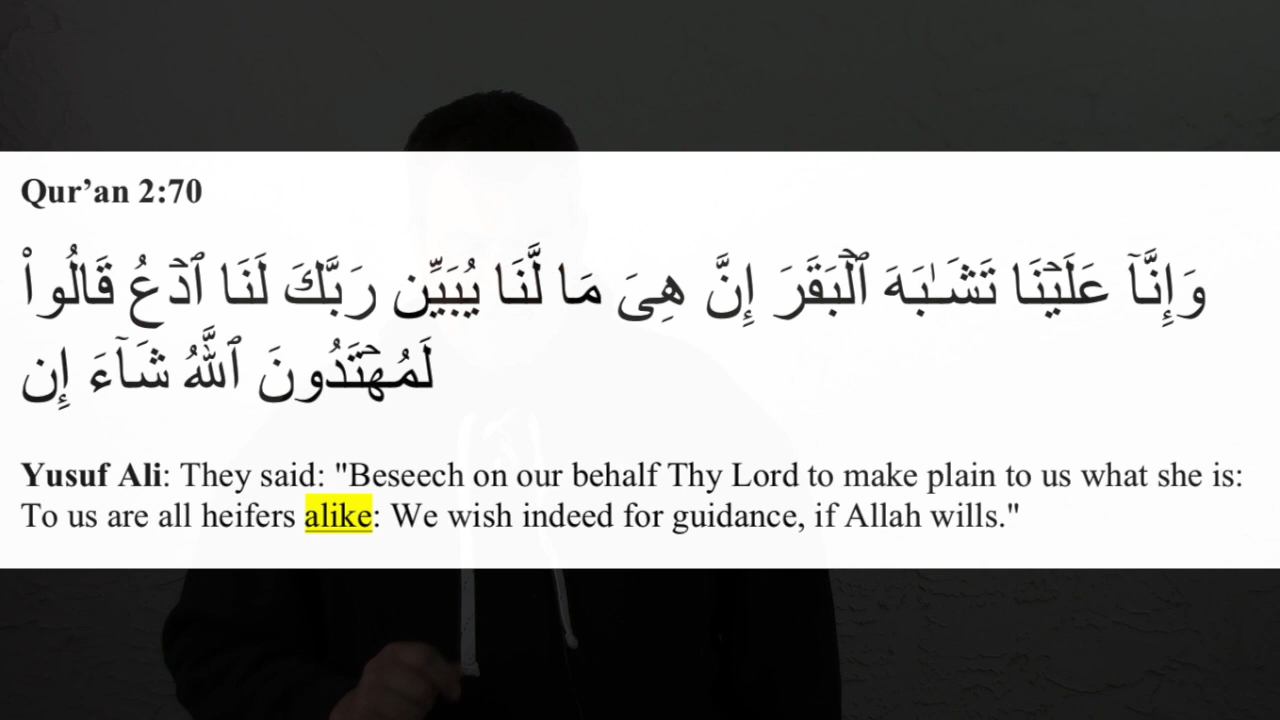 Qur’an 2:70
وَإِنَّآ عَلَيۡنَا تَشَـٰبَهَ ٱلۡبَقَرَ إِنَّ هِىَ مَا لَّنَا يُبَيِّن رَبَّكَ لَنَا ٱدۡعُ قَالُواْ
لَمُهۡتَدُونَ ٱللَّهُ شَآءَ إِن
Yusuf Ali: They said: "Beseech on our behalf Thy Lord to make plain to us what she is:
To us are all heifers alike: We wish indeed for guidance, if Allah wills."